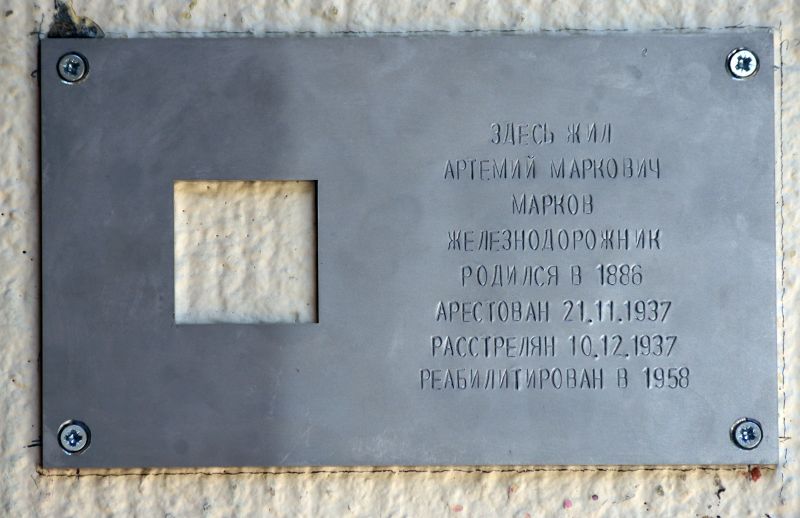 ЗДЕСЬ ЖИЛ
АРТЕМИЙ МАРКОВИЧ
МАРКОВ
ЖЕЛЕЗНОДОРОЖНИК
РОДИЛСЯ В 1886
АРЕСТОВАН 21.11.1937
РАССТРЕЛЯН 10.12.1937
РЕАБИЛИТИРОВАН В 1958